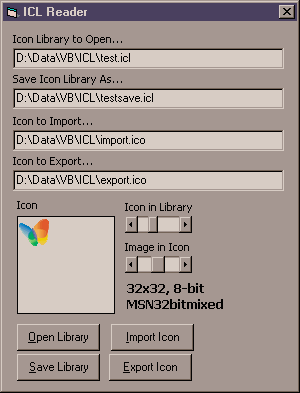 ICL Reader
Icon Library to Open...
D:\Data\VB\ICL\test.icl
Save Icon Library As...
D:\Data\VB\ICL\testsave.icl
Icon to Import...
D:\Data\VB\ICL\import.ico
Icon to Export...
D:\Data\VB\ICL\export.ico
Icon
Icon in Library
Image in Icon
32x32, 8-bit
MSN32bitmixed
Open Library
Import Icon
Save Library
Export Icon